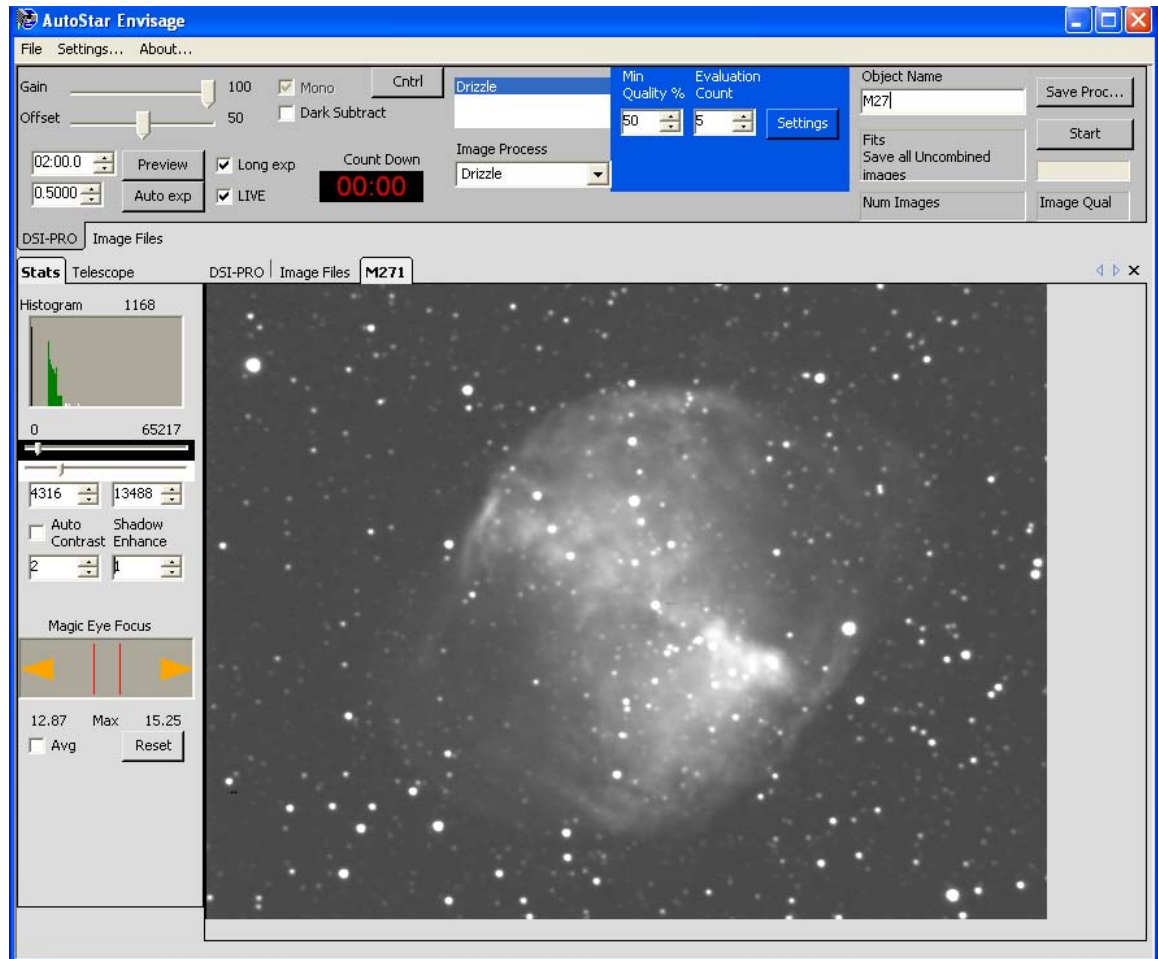 AutoStar Envisage
File Settings... About...
Gain 100 Mono Cntrl
Offset 50 Dark Subtract
02:00.0 Preview Long exp Count Down
0.5000 Auto exp LIVE 00:00
Drizzle
Image Process
Drizzle
Min Quality % Evaluation Count
50 5 Settings
Object Name
M27
Fits
Save all Uncombined
images
Num Images
Save Proc...
Start
Image Qual
DSI-PRO Image Files
Stats Telescope
DSI-PRO Image Files M271
Histogram 1168
0 65217
4316 13488
Auto Contrast Shadow Enhance
2 1
Magic Eye Focus
12.87 Max 15.25
Avg Reset